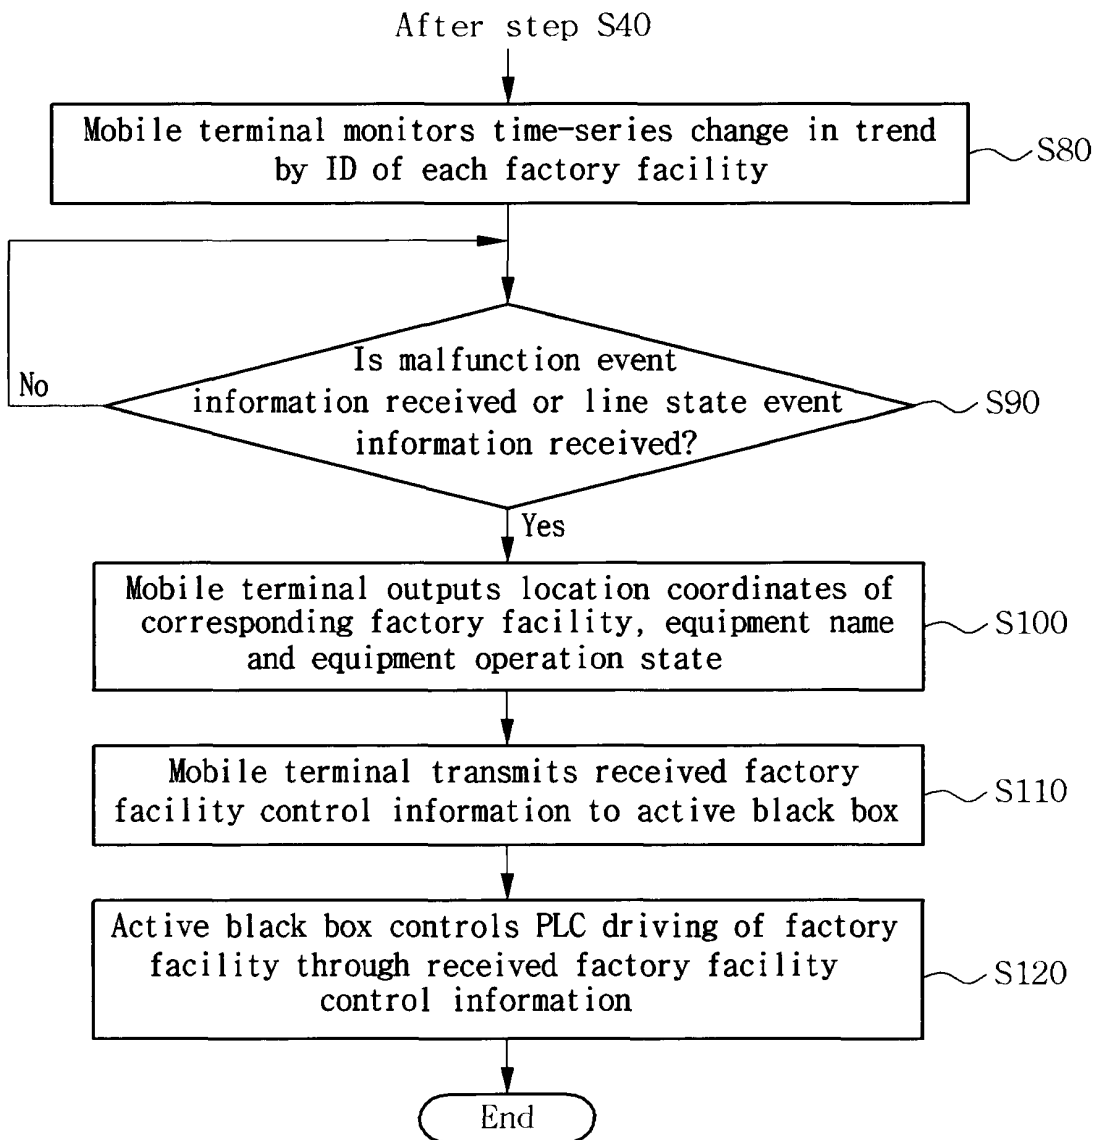 After step S40
Mobile terminal monitors time-series change in trend
by ID of each factory facility
S80
Is malfunction event
information received or line state event
information received?
No
S90
Yes
Mobile terminal outputs location coordinates of
corresponding factory facility, equipment name
and equipment operation state
S100
Mobile terminal transmits received factory
facility control information to active black box
S110
Active black box controls PLC driving of factory
facility through received factory facility
control information
S120
End